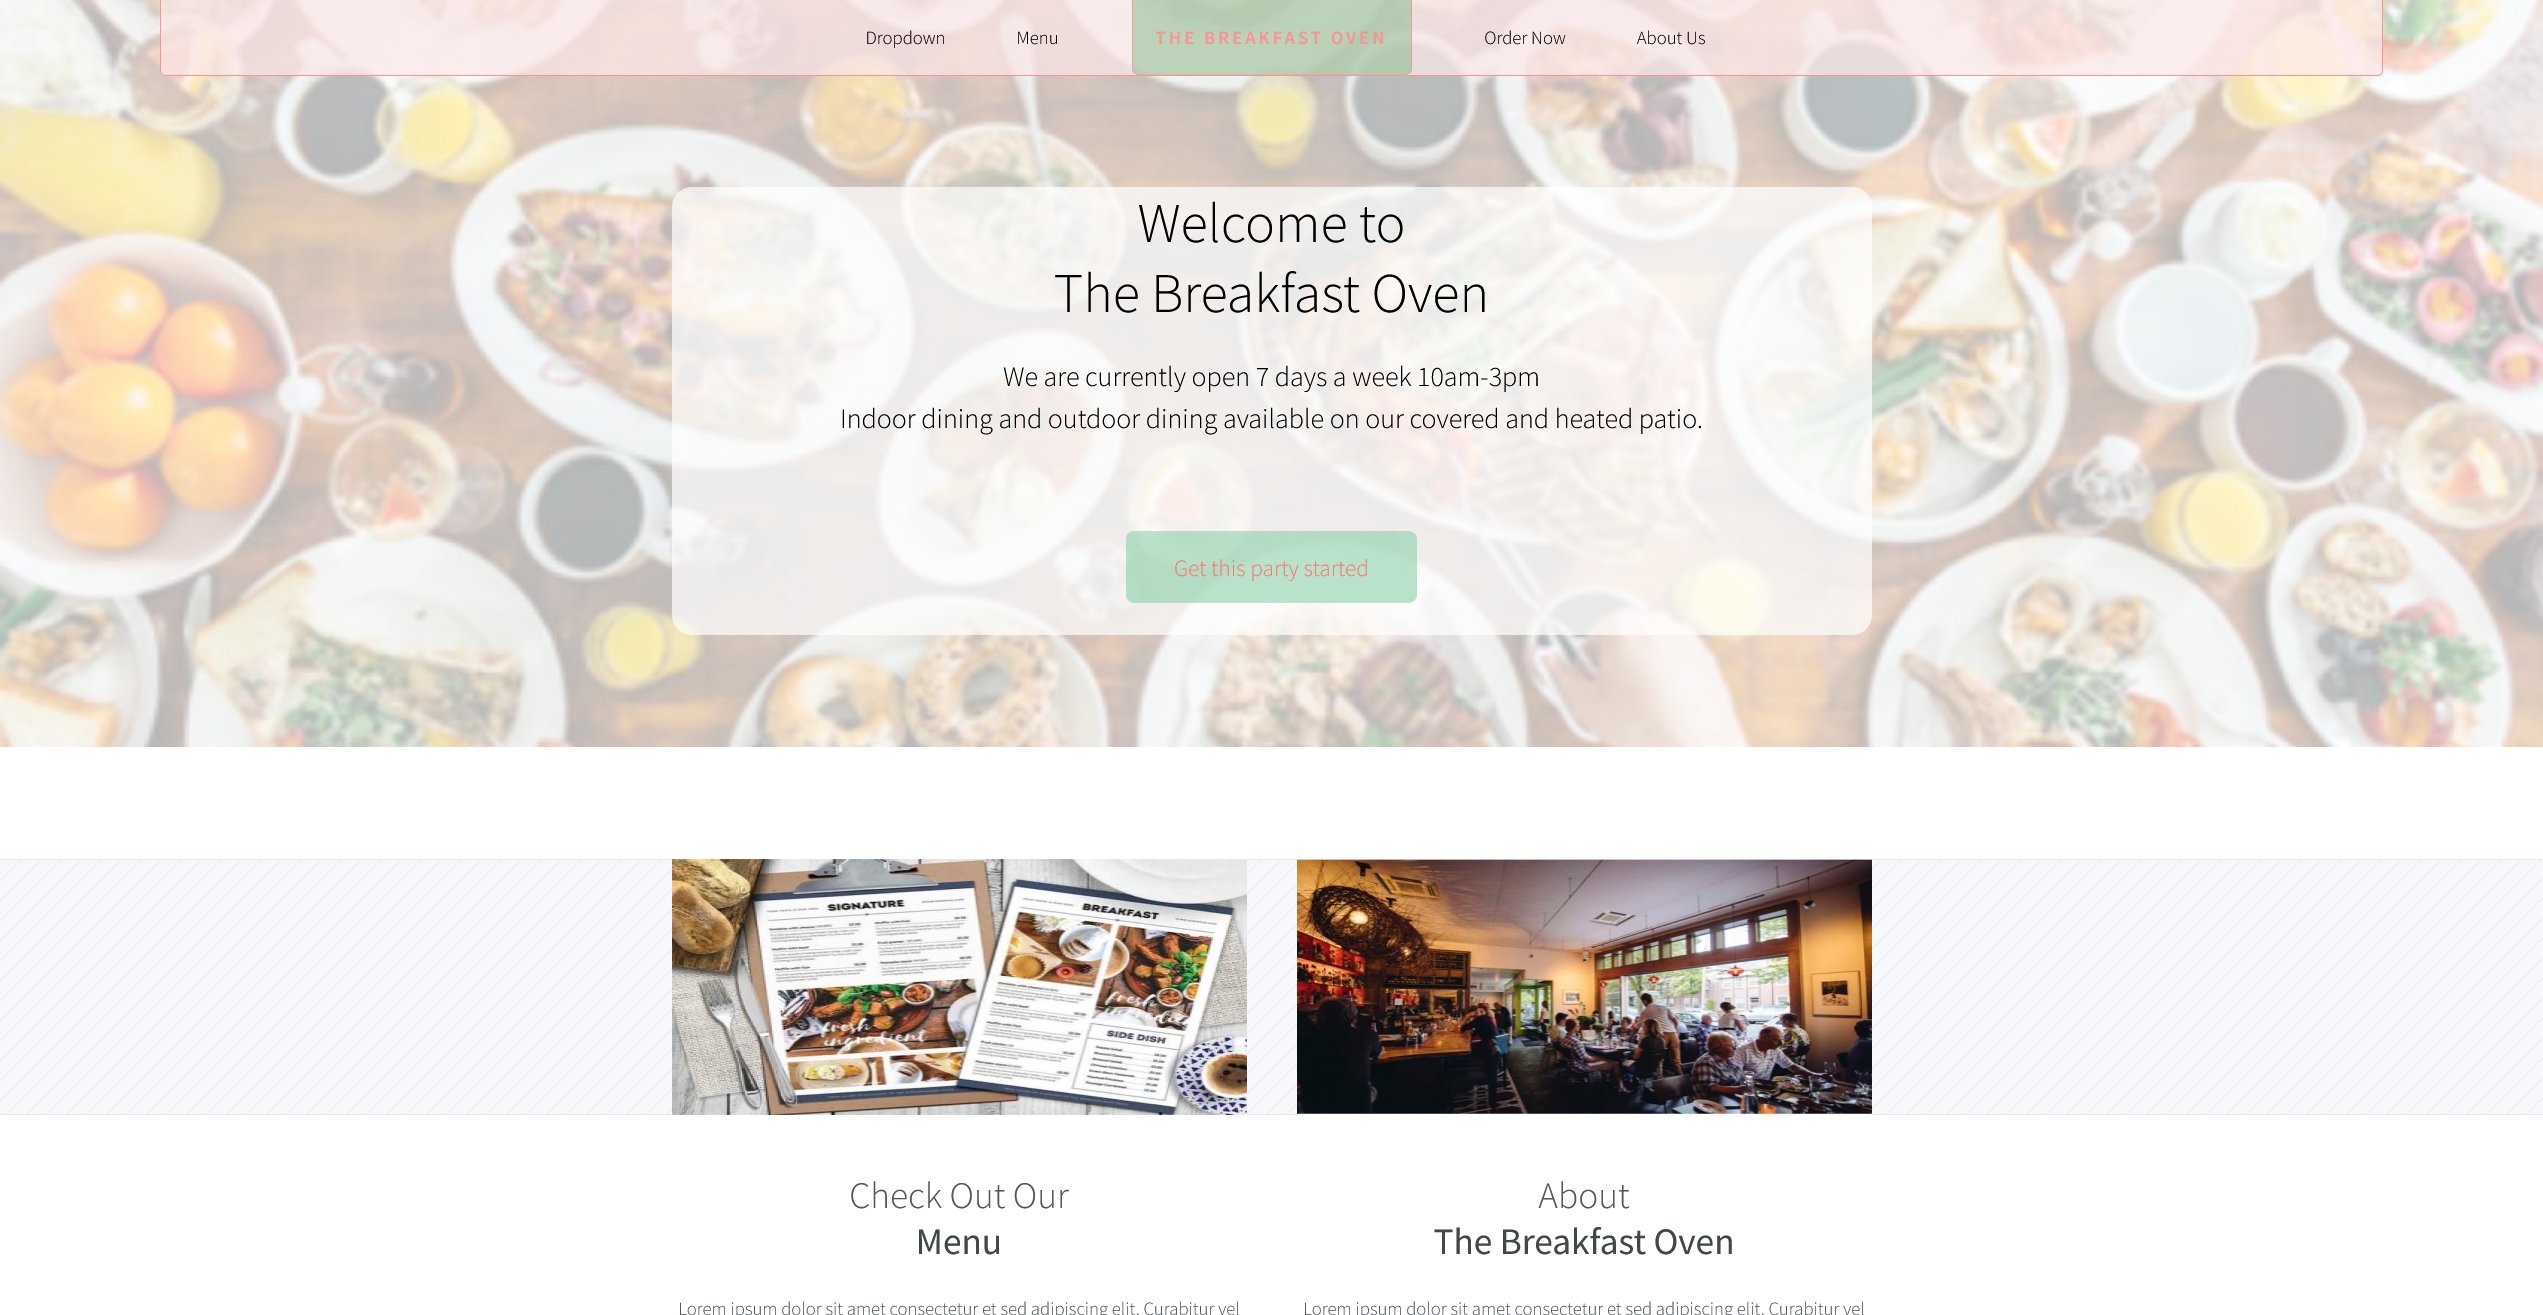 Dropdown
Menu
THE BREAKFAST OVEN
Order Now
About Us
Welcome to
The Breakfast Oven
We are currently open 7 days a week 10am-3pm
Indoor dining and outdoor dining available on our covered and heated patio.
Get this party started
SIGNATURE
BREAKFAST
fresh
ingredient
fresh
SIDE DISH
Check Out Our
Menu
About
The Breakfast Oven
Lorem ipsum dolor sit amet consectetur et sed adipiscing elit. Curabitur vel
Lorem ipsum dolor sit amet consectetur et sed adipiscing elit. Curabitur vel